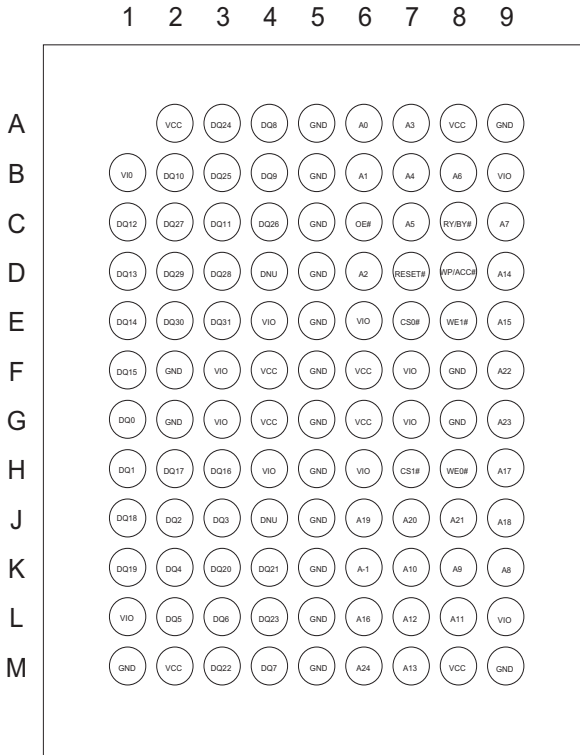 1 2 3 4 5 6 7 8 9
A VCC DQ24 DQ8 GND A0 A3 VCC GND
B VI0 DQ10 DQ25 DQ9 GND A1 A4 A6 VIO
C DQ12 DQ27 DQ11 DQ26 GND OE# A5 RY/BY# A7
D DQ13 DQ29 DQ28 DNU GND A2 RESET# WP/ACC# A14
E DQ14 DQ30 DQ31 VIO GND VIO CS0# WE1# A15
F DQ15 GND VIO VCC GND VCC VIO GND A22
G DQ0 GND VIO VCC GND VCC VIO GND A23
H DQ1 DQ17 DQ16 VIO GND VIO CS1# WE0# A17
J DQ18 DQ2 DQ3 DNU GND A19 A20 A21 A18
K DQ19 DQ4 DQ20 DQ21 GND A-1 A10 A9 A8
L VIO DQ5 DQ6 DQ23 GND A16 A12 A11 VIO
M GND VCC DQ22 DQ7 GND A24 A13 VCC GND